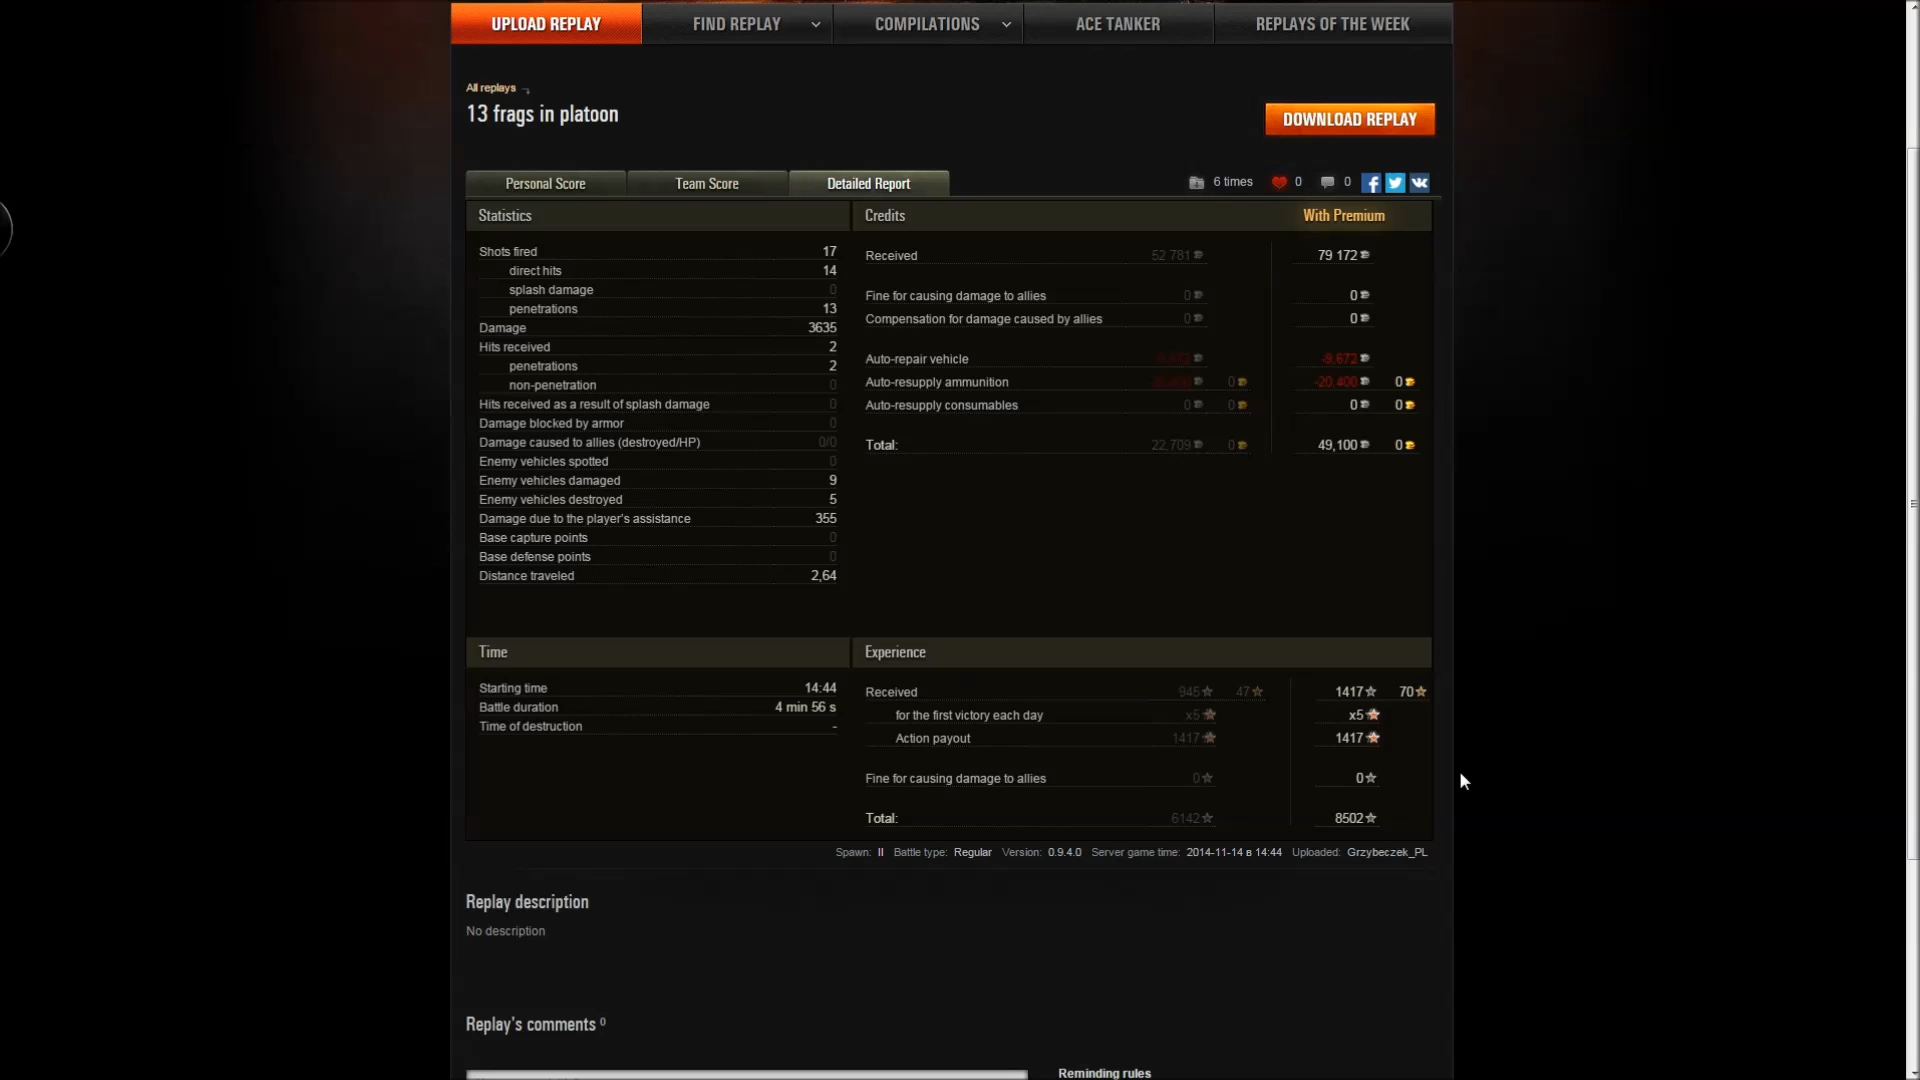 UPLOAD REPLAY FIND REPLAY COMPILATIONS ACE TANKER REPLAYS OF THE WEEK
All replays
13 frags in platoon
DOWNLOAD REPLAY
Personal Score Team Score Detailed Report 6 times 0 0
Statistics Credits With Premium
Shots fired 17
direct hits 14
splash damage 0
penetrations 13
Damage 3635
Hits received 2
penetrations 2
non-penetration 0
Hits received as a result of splash damage 0
Damage blocked by armor 0
Damage caused to allies (destroyed/HP) 0/0
Enemy vehicles spotted 0
Enemy vehicles damaged 9
Enemy vehicles destroyed 5
Damage due to the player's assistance 355
Base capture points 0
Base defense points 0
Distance traveled 2,64
Received 52 781 79 172
Fine for causing damage to allies 0 0
Compensation for damage caused by allies 0 0
Auto-repair vehicle -9,672
Auto-resupply ammunition 0 -20,400 0
Auto-resupply consumables 0 0 0 0
Total: 22,709 0 49,100 0
Time Experience
Starting time 14:44
Battle duration 4 min 56 s
Time of destruction -
Received 945 47 1417 70
for the first victory each day x5 x5
Action payout 1417 1417
Fine for causing damage to allies 0 0
Total: 6142 8502
Spawn: II Battle type: Regular Version: 0.9.4.0 Server game time: 2014-11-14 в 14:44 Uploaded: Grzybeczek_PL
Replay description
No description
Replay's comments 0
Reminding rules